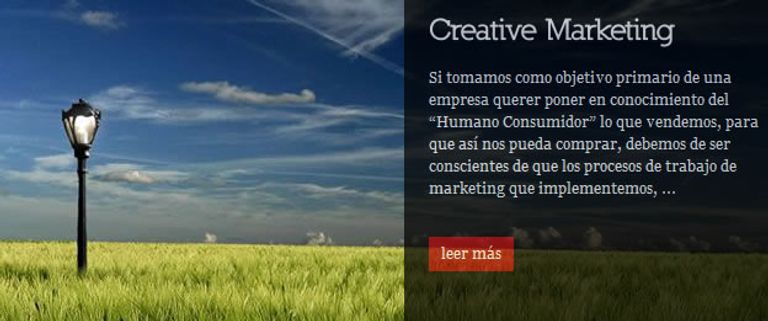 Creative Marketing
Si tomamos como objetivo primario de una
empresa querer poner en conocimiento del
“Humano Consumidor” lo que vendemos, para
que así nos pueda comprar, debemos de ser
conscientes de que los procesos de trabajo de
marketing que implementemos, ...
leer más